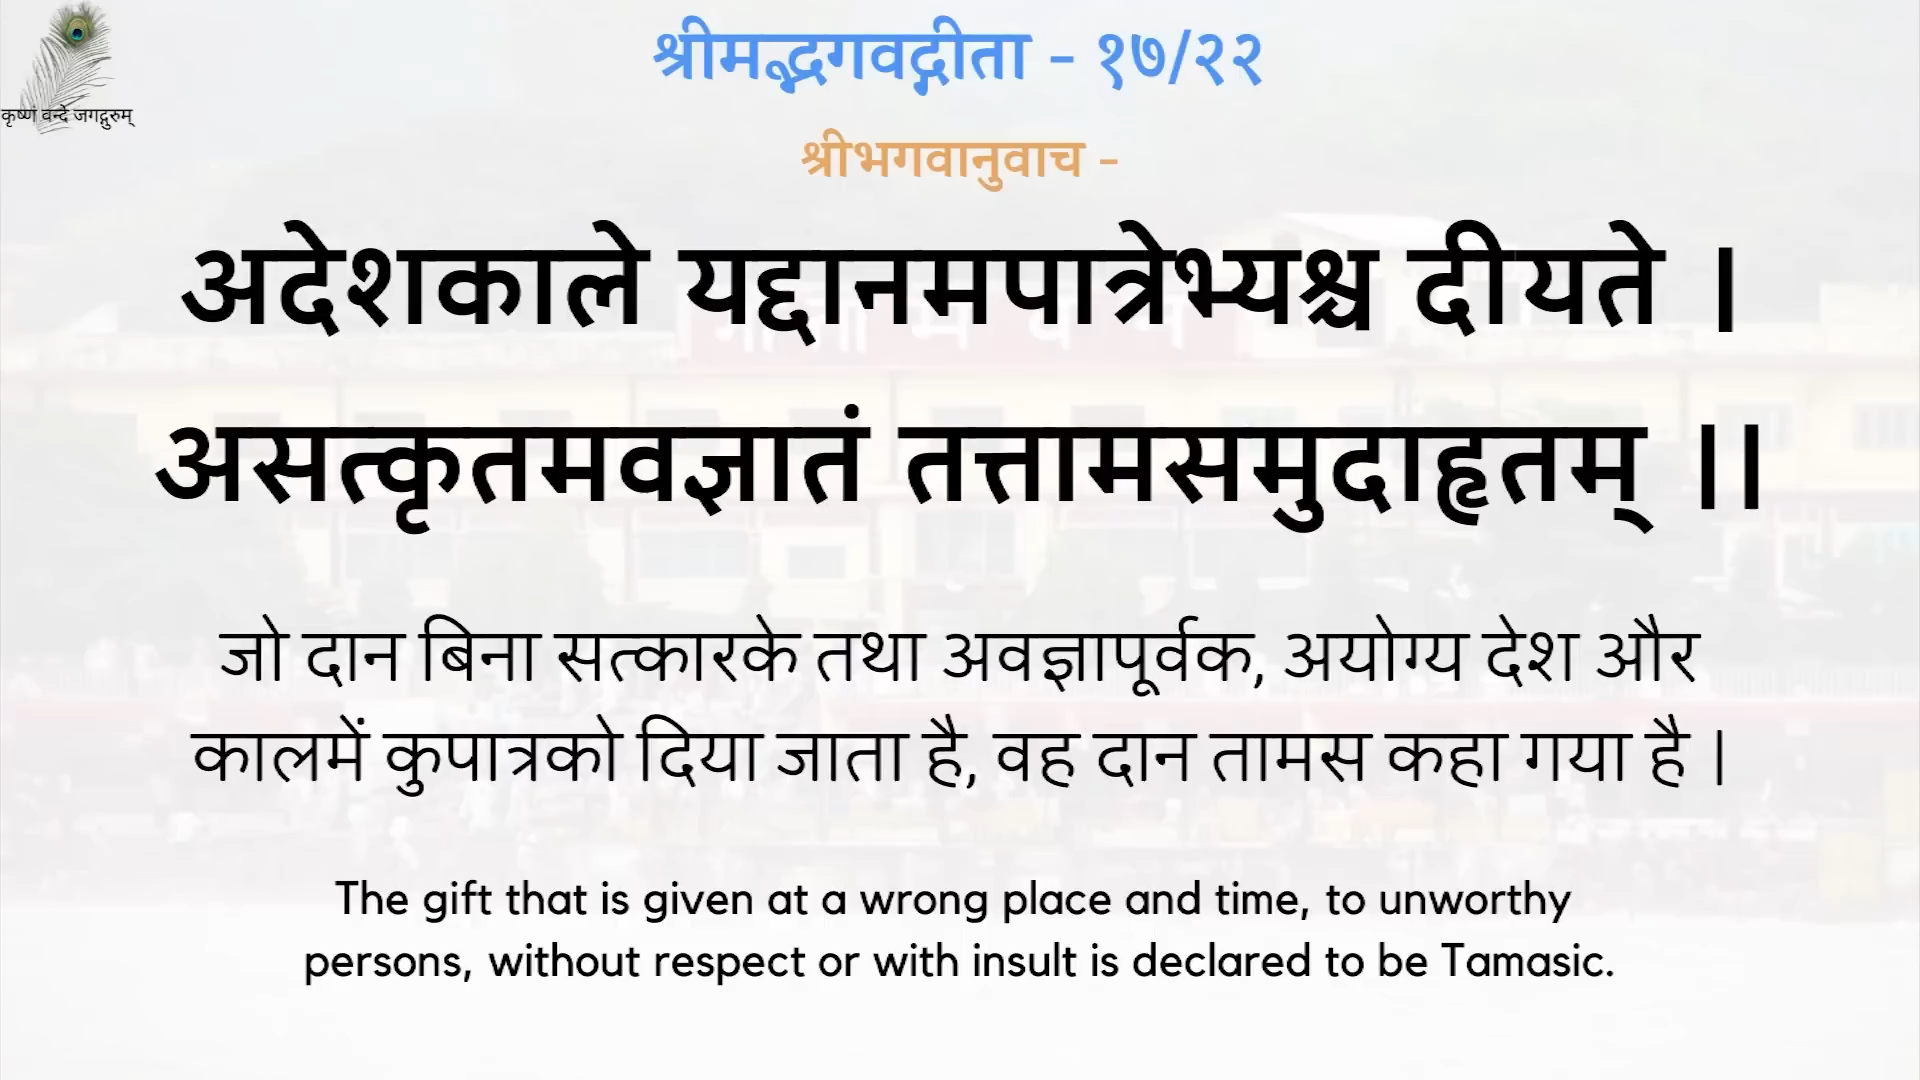 श्रीमद्भगवद्गीता - १७/२२
कृष्णं वन्दे जगद्गुरुम्
श्रीभगवानुवाच -
अदेशकाले यद्दानमपात्रेभ्यश्च दीयते ।
असत्कृतमवज्ञातं तत्तामसमुदाहृतम् ।।
जो दान बिना सत्कारके तथा अवज्ञापूर्वक, अयोग्य देश और
कालमें कुपात्रको दिया जाता है, वह दान तामस कहा गया है ।
The gift that is given at a wrong place and time, to unworthy
persons, without respect or with insult is declared to be Tamasic.